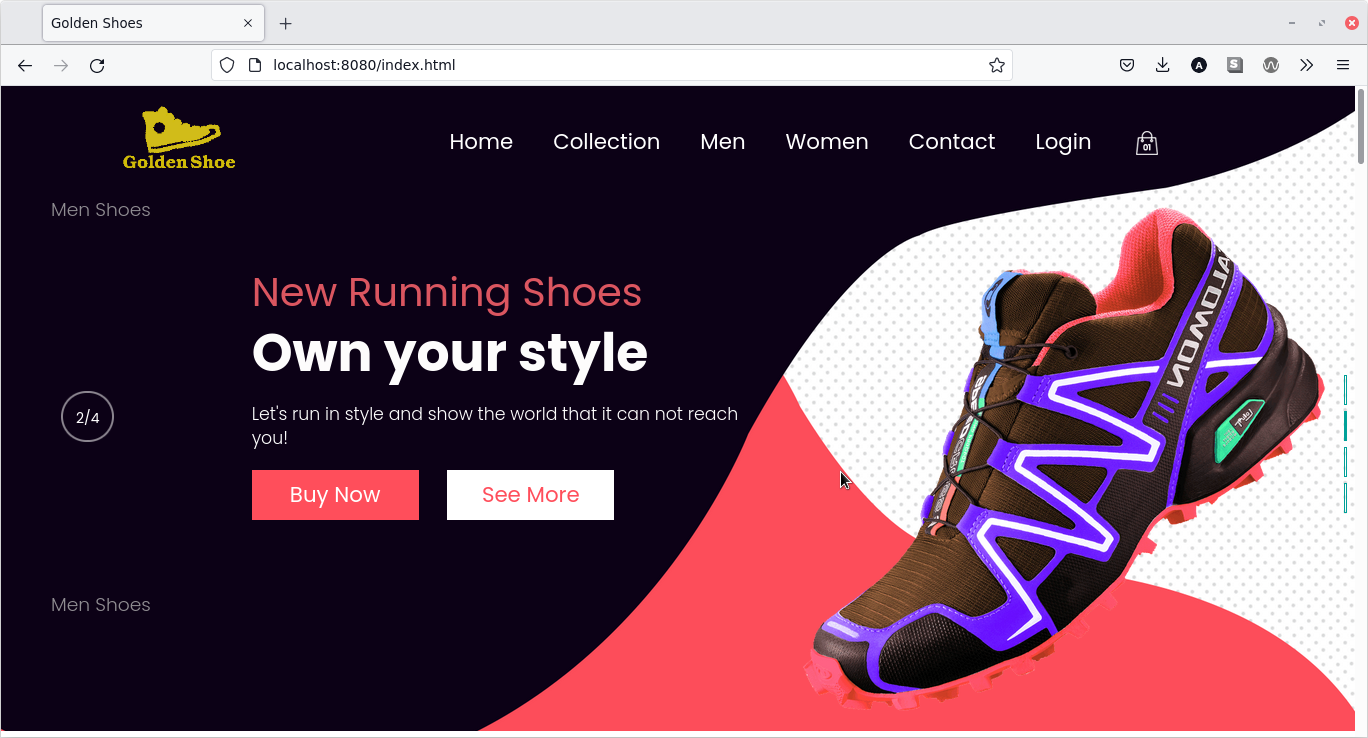 Golden Shoes
localhost:8080/index.html
A
S
Golden Shoe
Home Collection Men Women Contact Login
01
Men Shoes
New Running Shoes
Own your style
2/4
Let's run in style and show the world that it can not reach
you!
Buy Now See More
Men Shoes